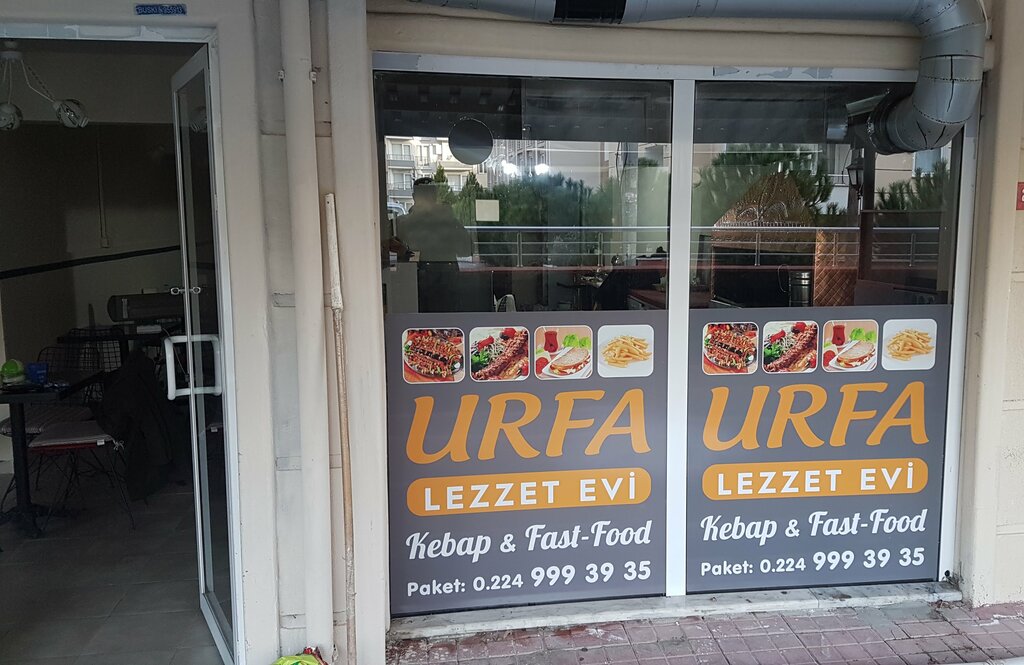 URFA
LEZZET EVİ
Kebap & Fast-Food
Paket: 0.224 999 39 35
URFA
LEZZET EVİ
Kebap & Fast-Food
Paket: 0.224 999 39 35